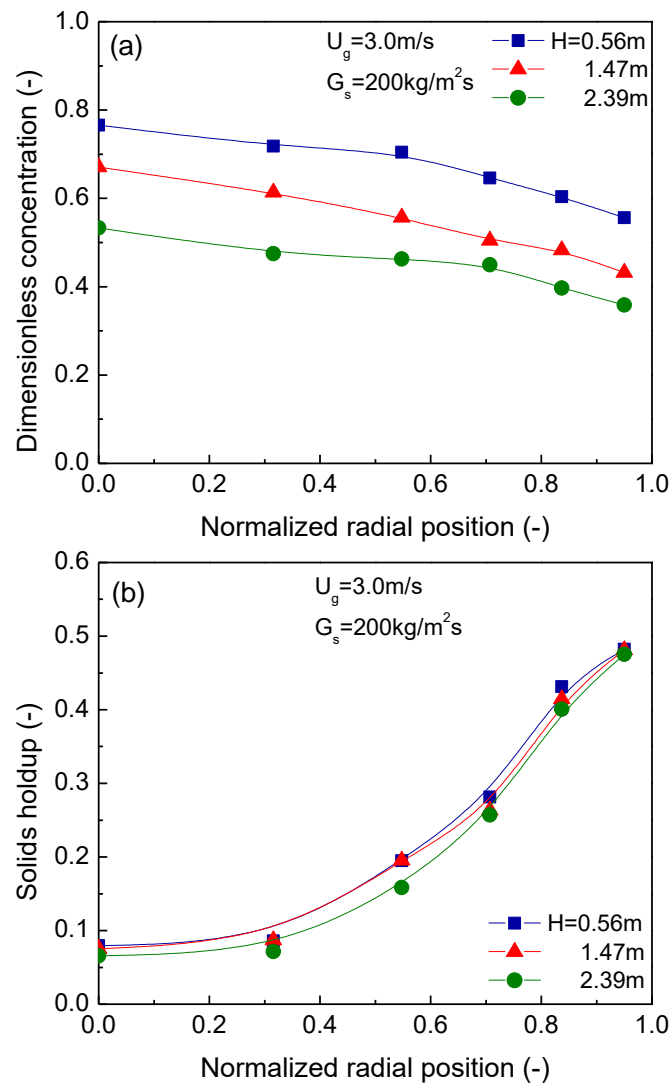 (a)
U_g=3.0m/s
G_s=200kg/m²s
H=0.56m
1.47m
2.39m
Dimensionless concentration (-)
1.0
0.8
0.6
0.4
0.2
0.0
0.0 0.2 0.4 0.6 0.8 1.0
Normalized radial position (-)
(b)
U_g=3.0m/s
G_s=200kg/m²s
Solids holdup (-)
0.6
0.5
0.4
0.3
0.2
0.1
0.0
H=0.56m
1.47m
2.39m
0.0 0.2 0.4 0.6 0.8 1.0
Normalized radial position (-)